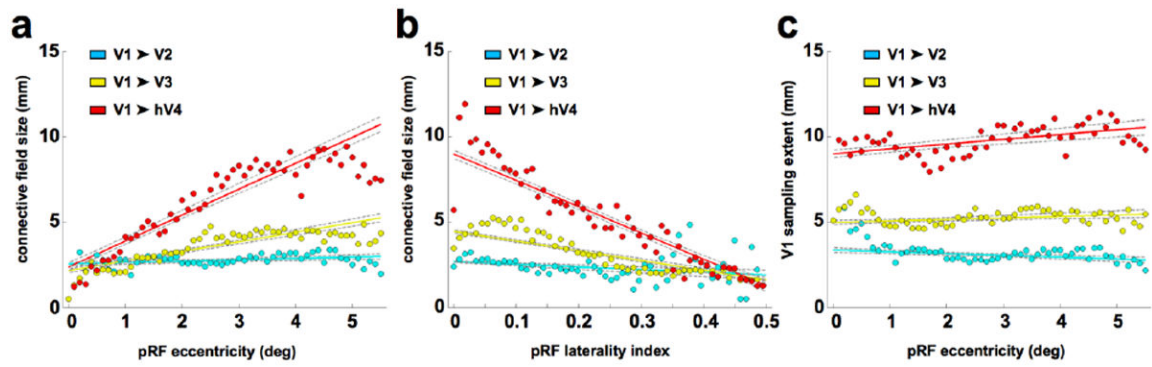 a
connective field size (mm)
15
10
5
0
V1 ➤ V2
V1 ➤ V3
V1 ➤ hV4
0 1 2 3 4 5
pRF eccentricity (deg)
b
connective field size (mm)
15
10
5
0
V1 ➤ V2
V1 ➤ V3
V1 ➤ hV4
0 0.1 0.2 0.3 0.4 0.5
pRF laterality index
c
V1 sampling extent (mm)
15
10
5
0
V1 ➤ V2
V1 ➤ V3
V1 ➤ hV4
0 1 2 3 4 5
pRF eccentricity (deg)